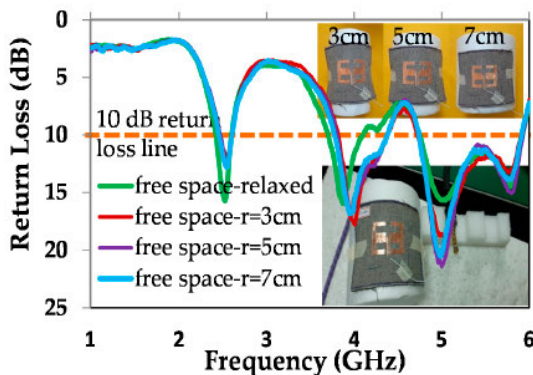 0
5
10
15
20
25
Return Loss (dB)
3cm 5cm 7cm
10 dB return
loss line
free space-relaxed
free space-r=3cm
free space-r=5cm
free space-r=7cm
1 2 3 4 5 6
Frequency (GHz)